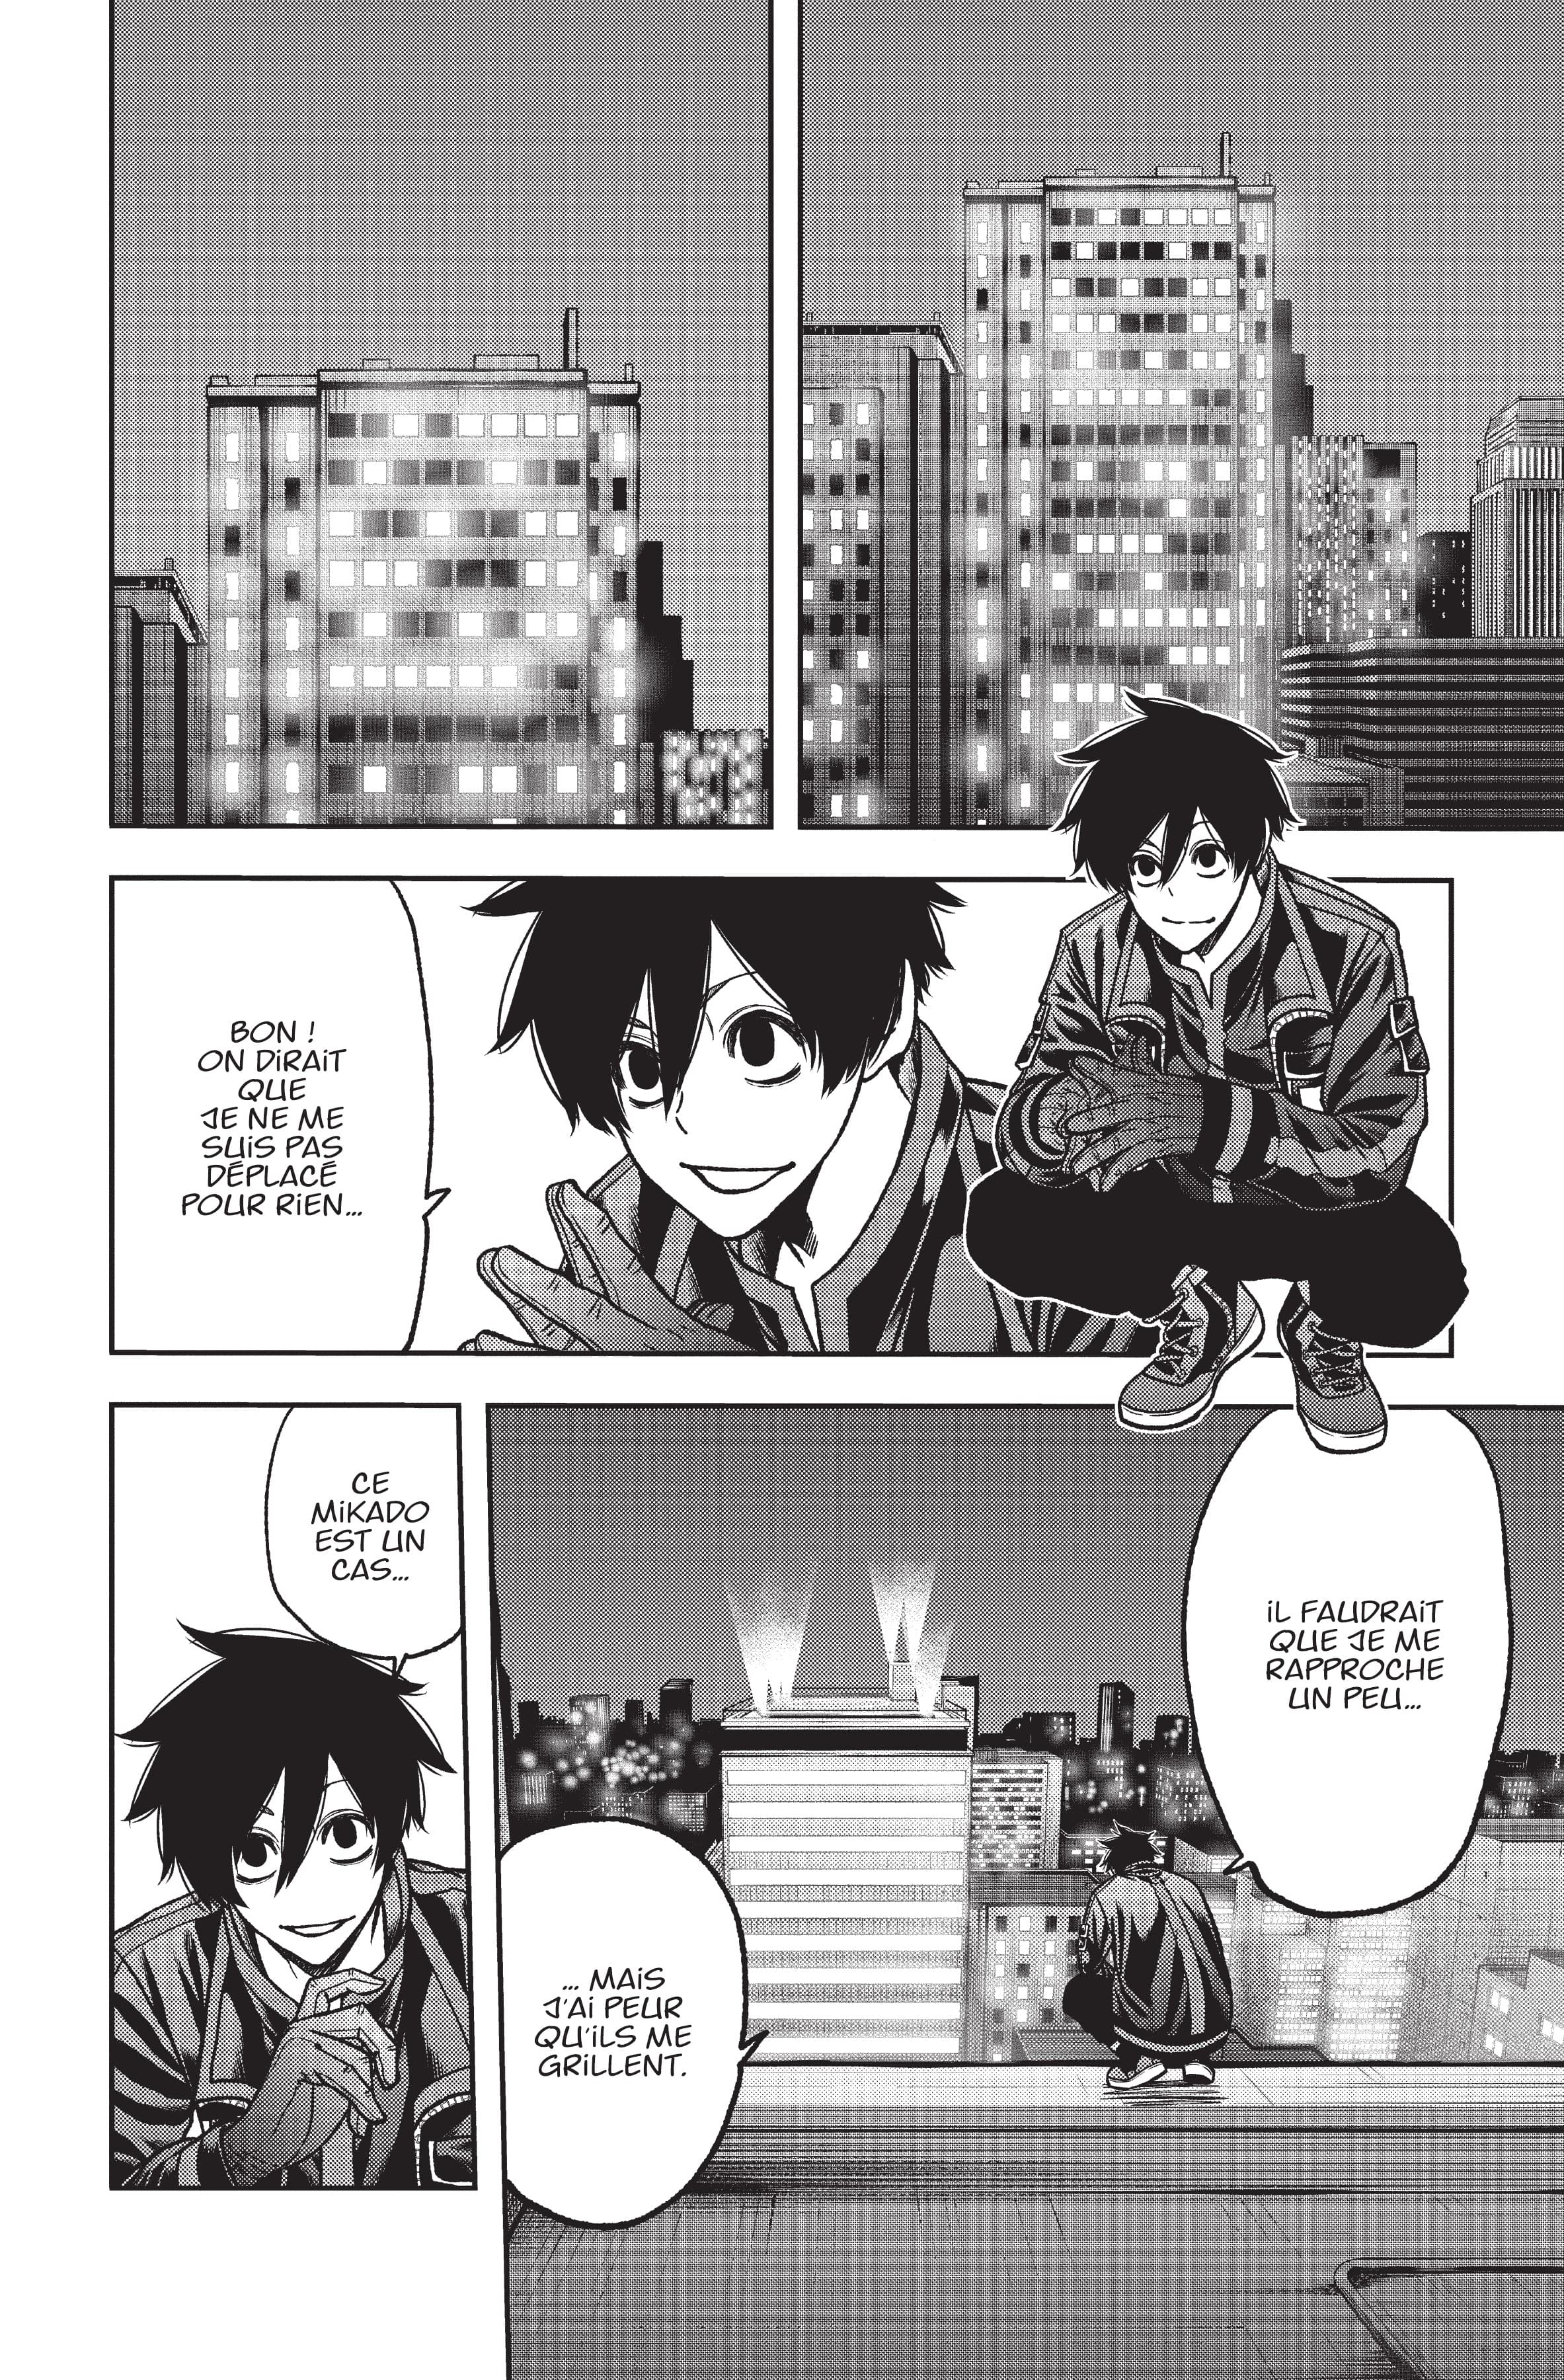 BON !
ON DIRAIT
QUE
JE NE ME
SUIS PAS
DÉPLACÉ
POUR RIEN...
IL FAUDRAIT
QUE JE ME
RAPPROCHE
UN PEU...
... MAIS
J'AI PEUR
QU'ILS ME
GRILLENT.
CE
MIKADO
EST UN
CAS...